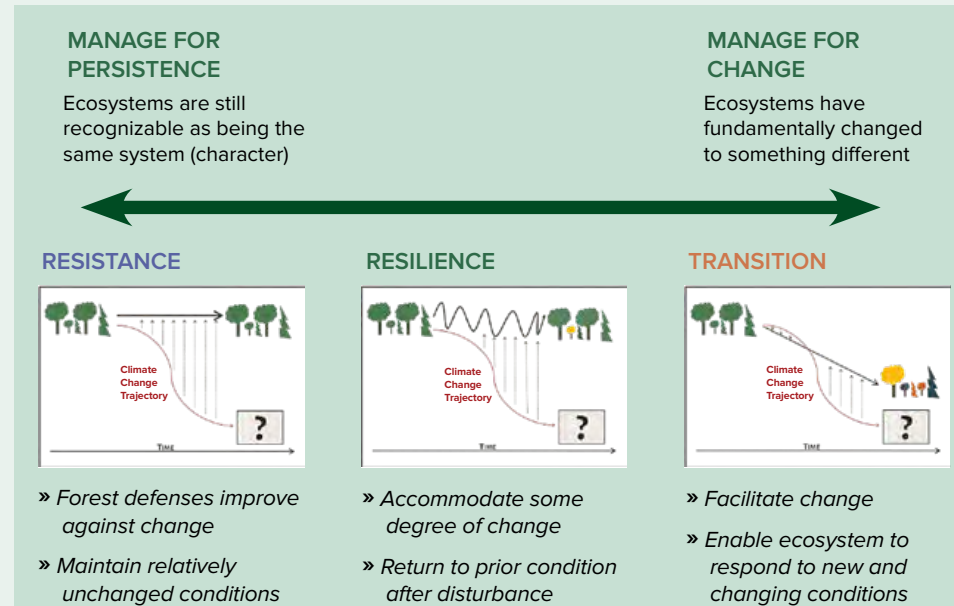 MANAGE FOR
PERSISTENCE
Ecosystems are still
recognizable as being the
same system (character)
MANAGE FOR
CHANGE
Ecosystems have
fundamentally changed
to something different
RESISTANCE
Climate
Change
Trajectory
?
TIME
» Forest defenses improve
against change
» Maintain relatively
unchanged conditions
RESILIENCE
Climate
Change
Trajectory
?
TIME
» Accommodate some
degree of change
» Return to prior condition
after disturbance
TRANSITION
Climate
Change
Trajectory
?
TIME
» Facilitate change
» Enable ecosystem to
respond to new and
changing conditions